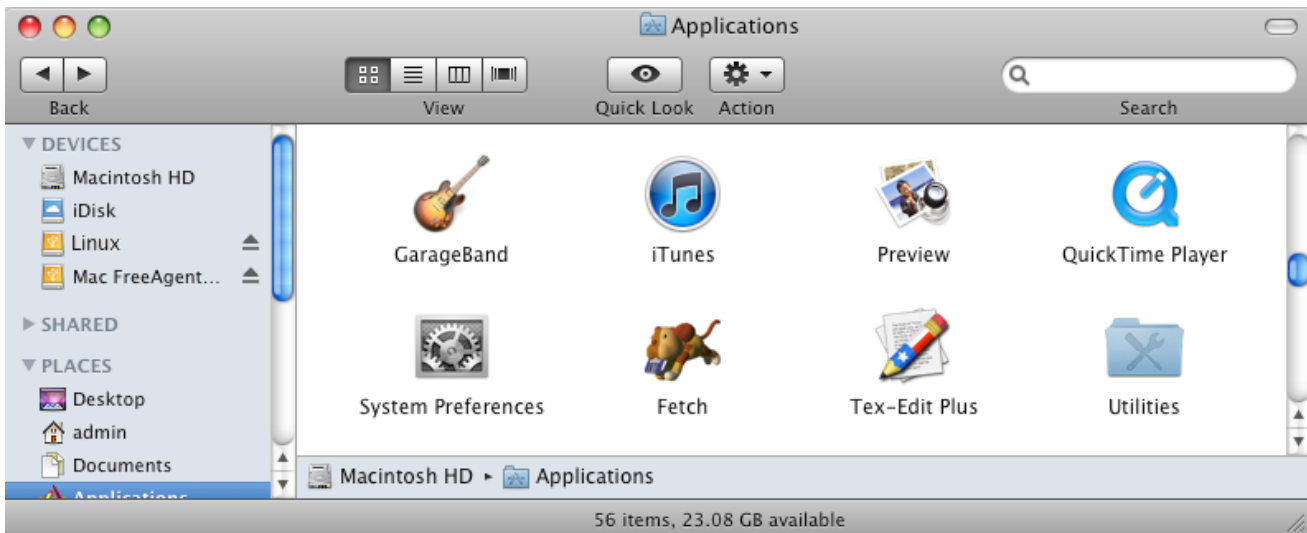 Applications
Back View Quick Look Action Search
DEVICES
Macintosh HD
iDisk
Linux
Mac FreeAgent...
SHARED
PLACES
Desktop
admin
Documents
Applications
GarageBand iTunes Preview QuickTime Player
System Preferences Fetch Tex-Edit Plus Utilities
Macintosh HD ▸ Applications
56 items, 23.08 GB available